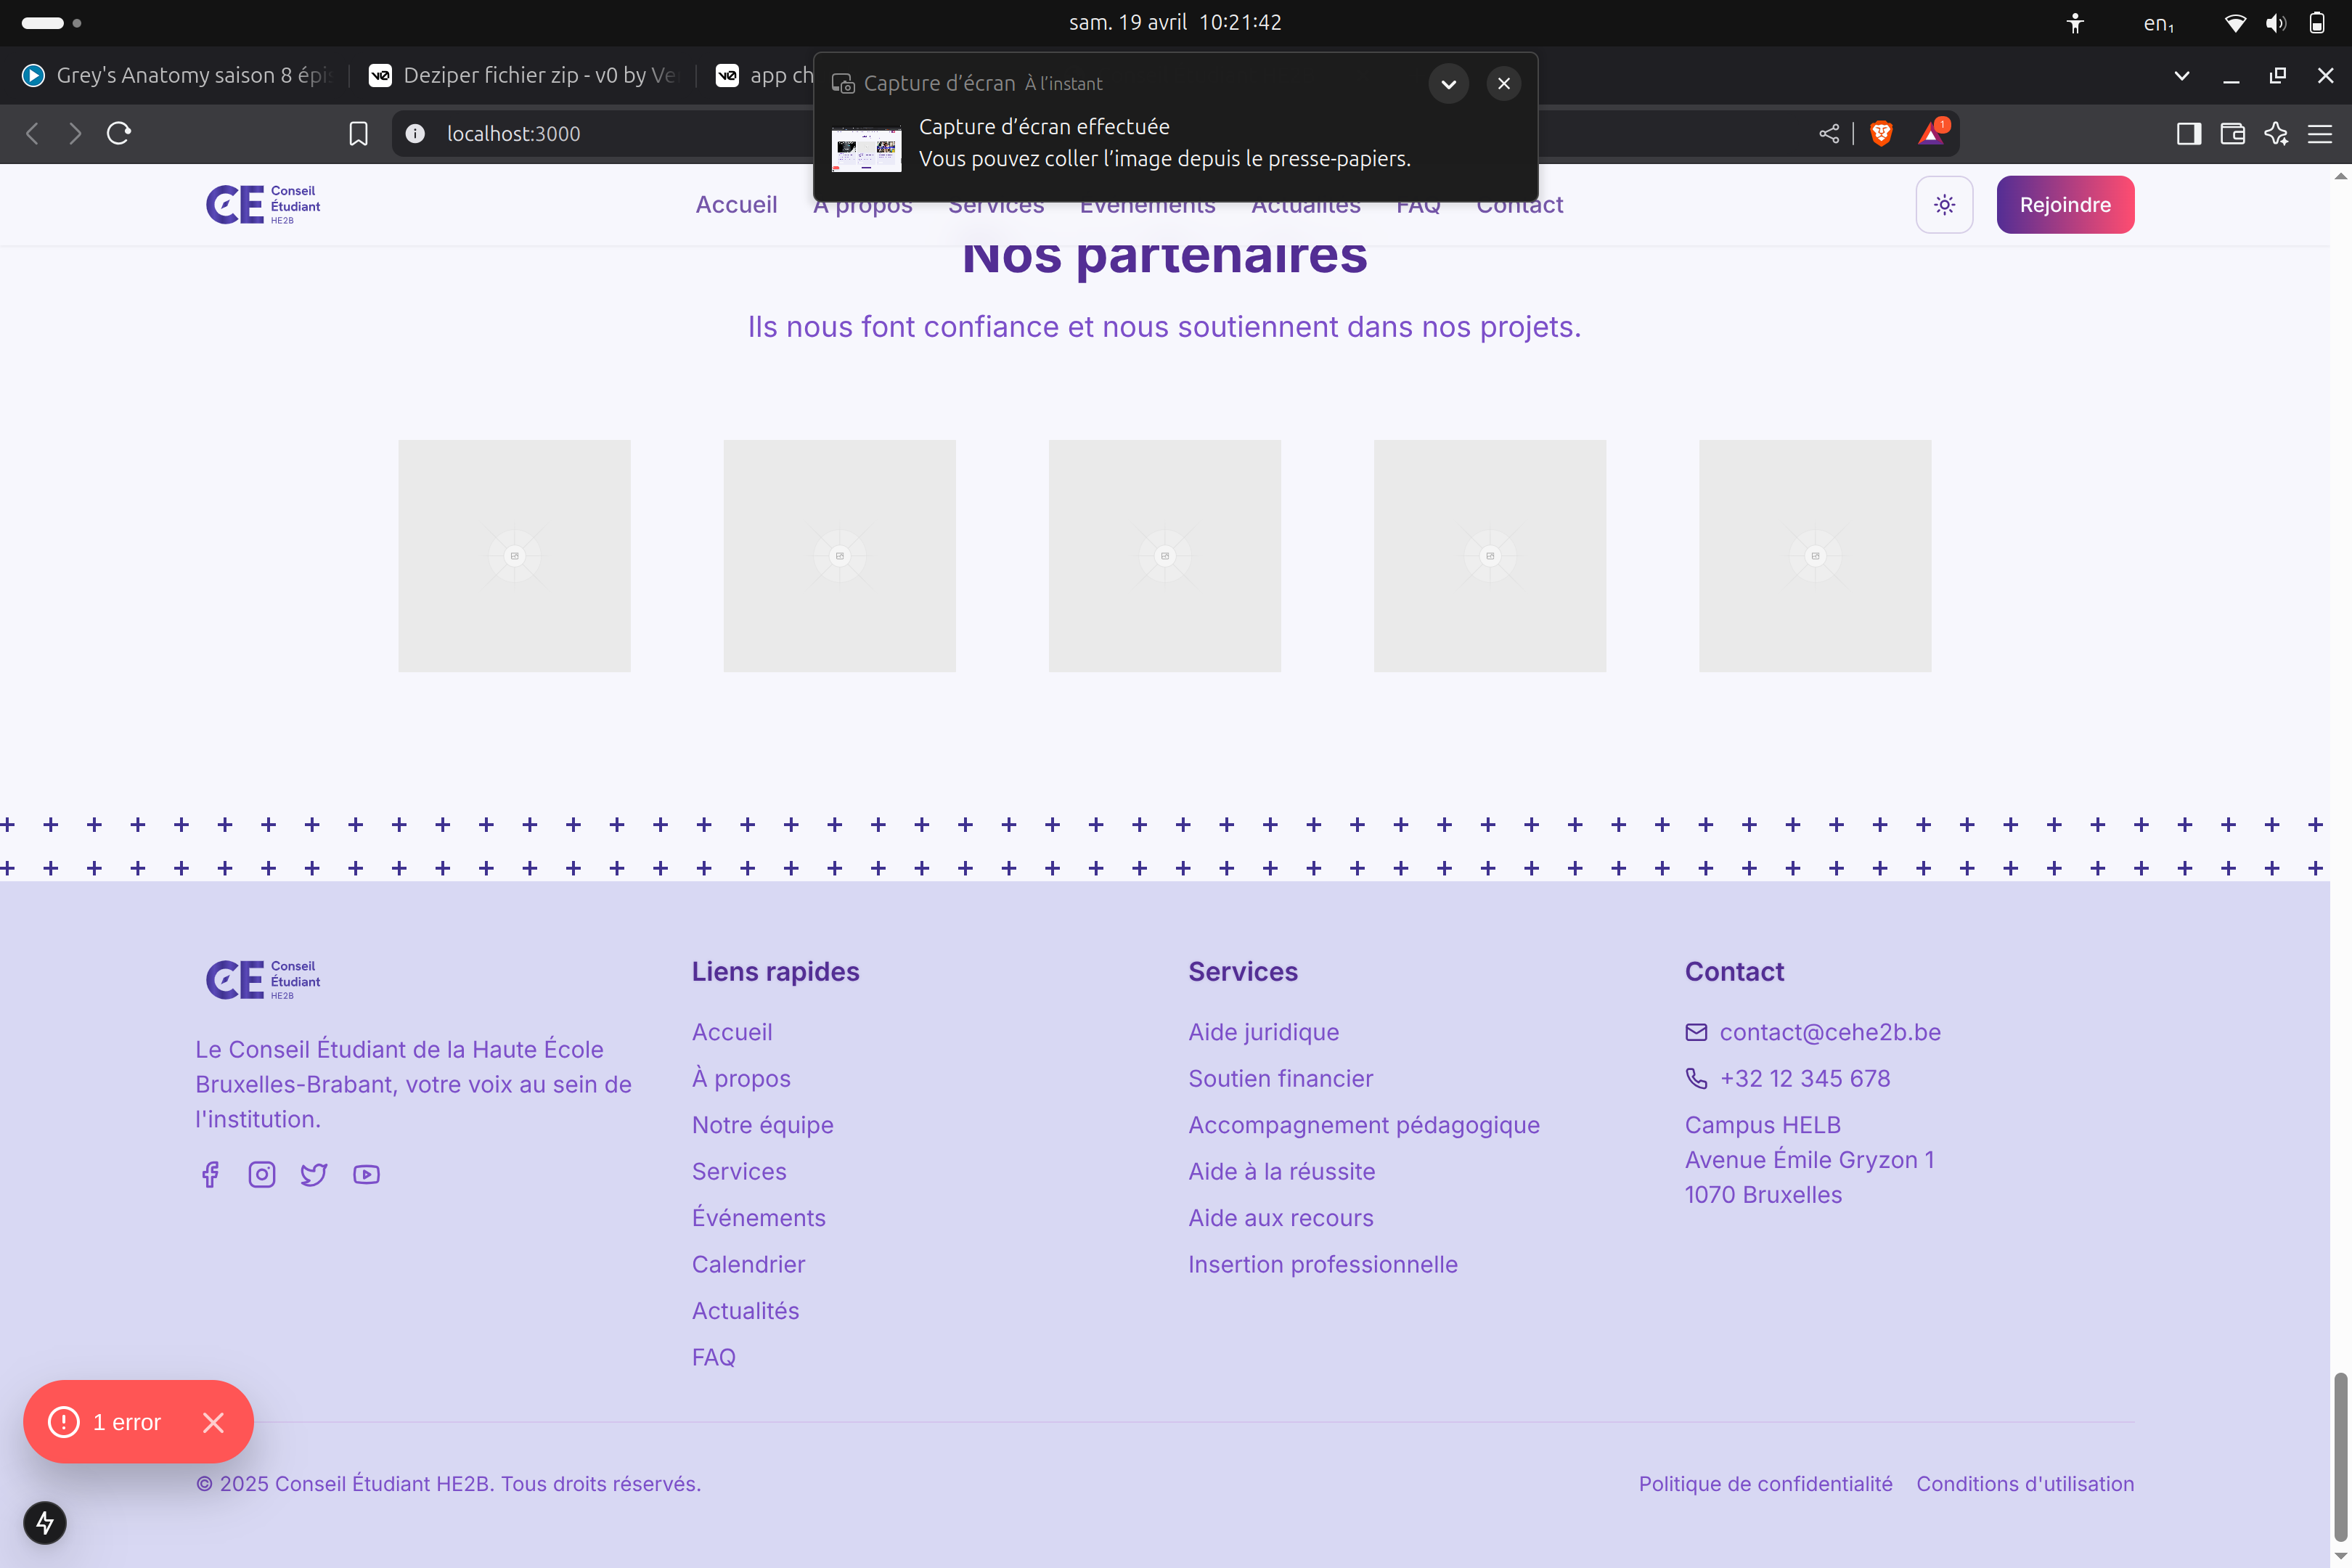 sam. 19 avril 10:21:42
en₁
Grey's Anatomy saison 8 épi
Deziper fichier zip - v0 by Ve
app ch
localhost:3000
1
Capture d’écran À l’instant
Capture d’écran effectuée
Vous pouvez coller l’image depuis le presse-papiers.
CE Conseil
Étudiant
HE2B
Accueil À propos Services Événements Actualités FAQ Contact
Rejoindre
Nos partenaires
Ils nous font confiance et nous soutiennent dans nos projets.
CE Conseil
Étudiant
HE2B
Le Conseil Étudiant de la Haute École
Bruxelles-Brabant, votre voix au sein de
l'institution.
Liens rapides
Accueil
À propos
Notre équipe
Services
Événements
Calendrier
Actualités
FAQ
Services
Aide juridique
Soutien financier
Accompagnement pédagogique
Aide à la réussite
Aide aux recours
Insertion professionnelle
Contact
contact@cehe2b.be
+32 12 345 678
Campus HELB
Avenue Émile Gryzon 1
1070 Bruxelles
1 error
© 2025 Conseil Étudiant HE2B. Tous droits réservés.
Politique de confidentialité Conditions d'utilisation